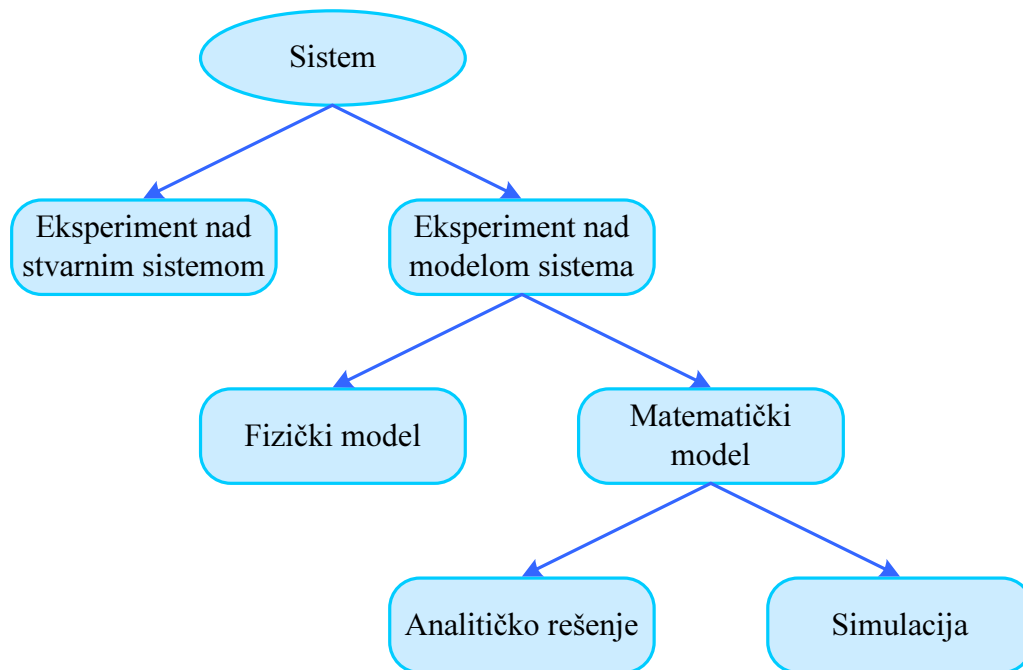 Sistem
Eksperiment nad
stvarnim sistemom
Eksperiment nad
modelom sistema
Fizički model
Matematički
model
Analitičko rešenje
Simulacija